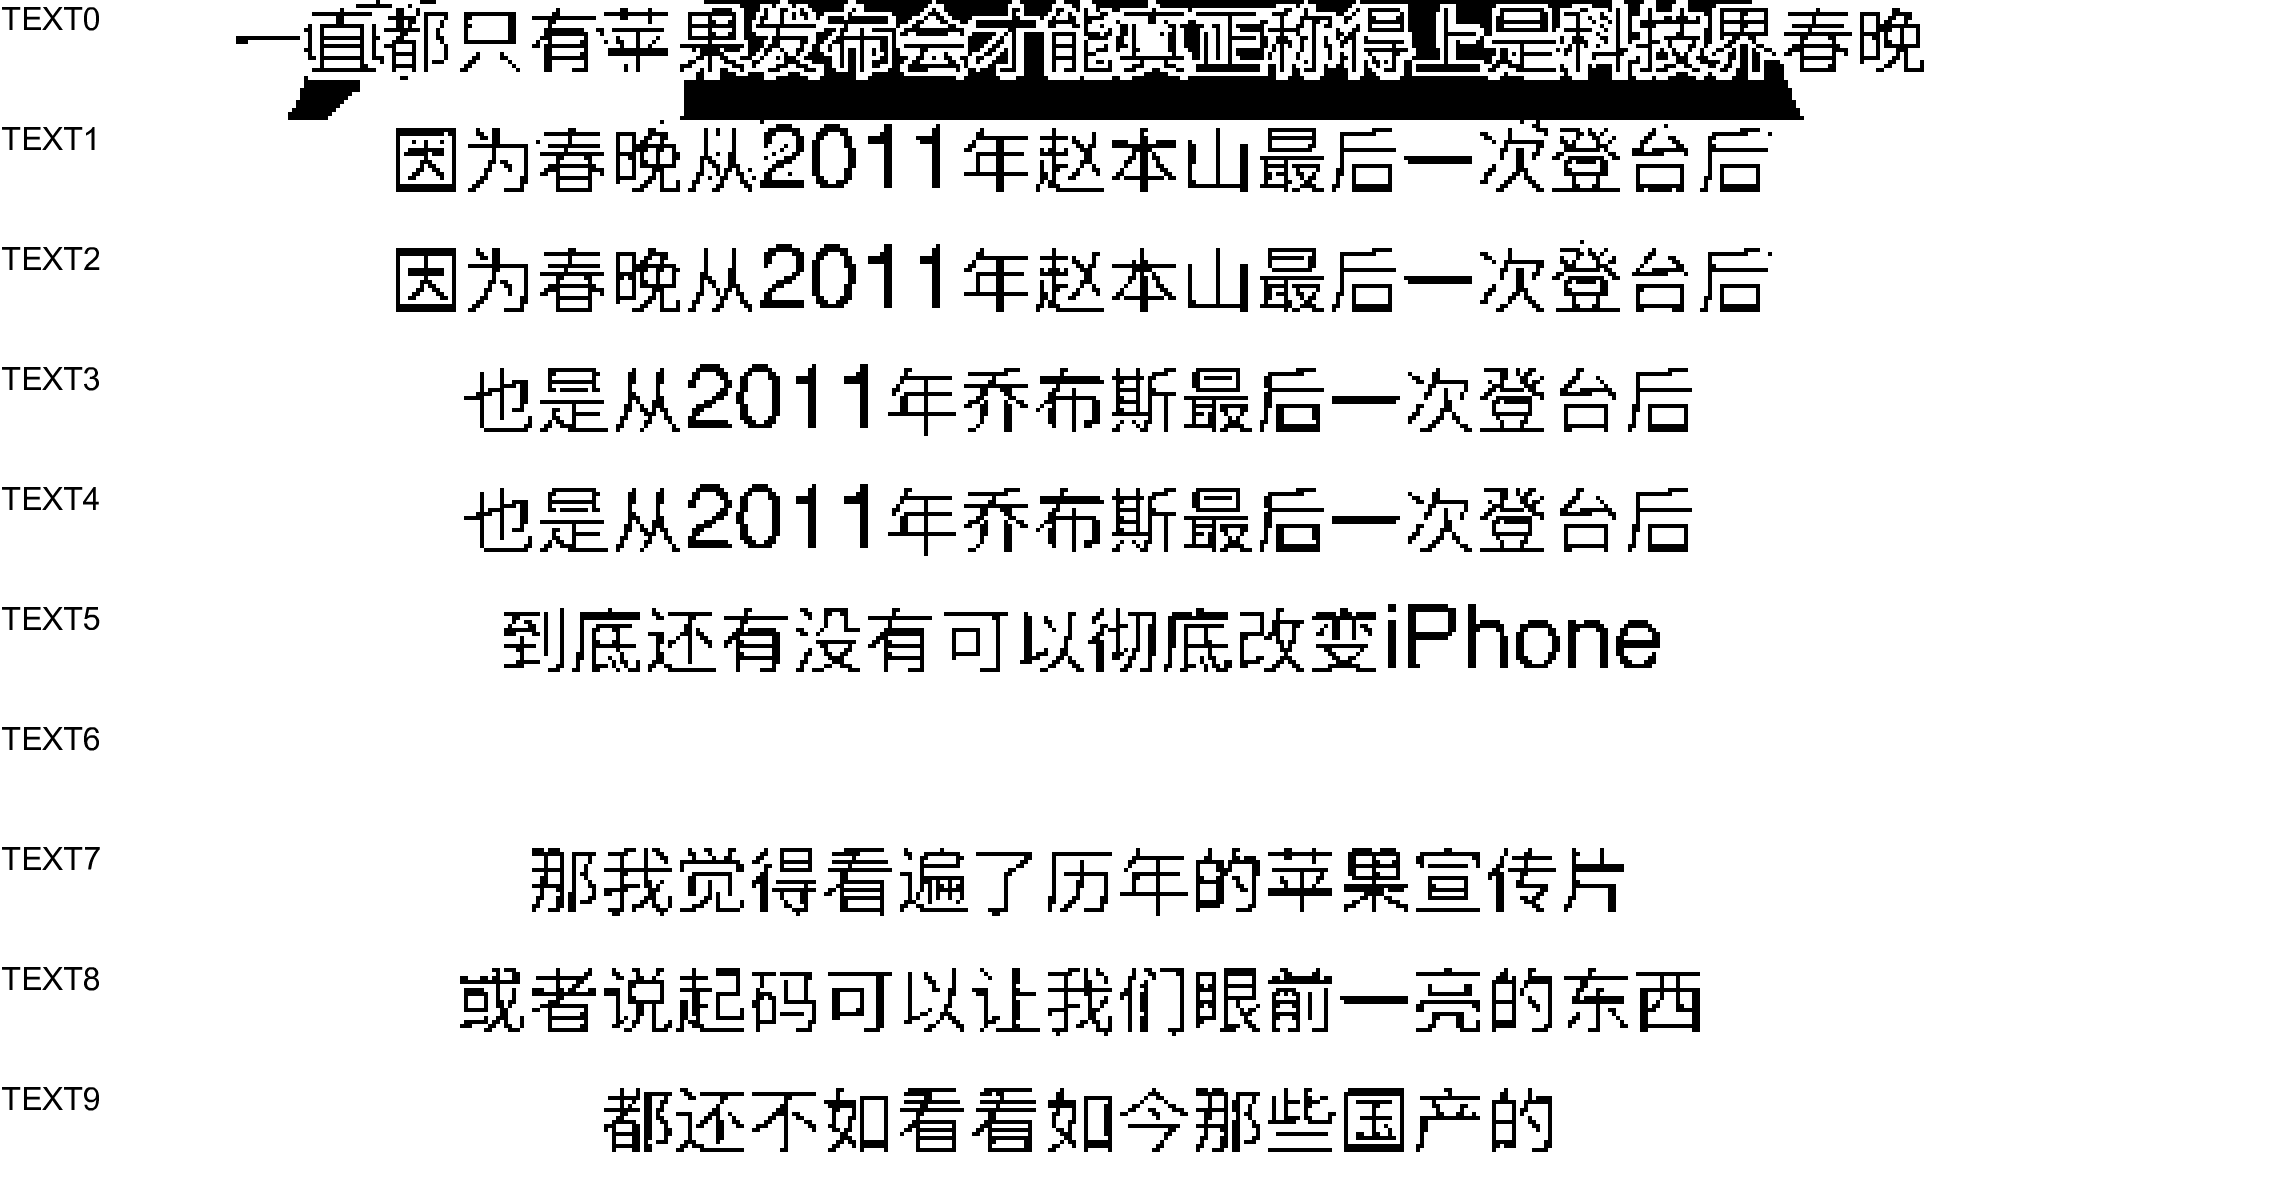 TEXT0 一直都只有苹果发布会才能真正称得上是科技界春晚
TEXT1 因为春晚从2011年赵本山最后一次登台后
TEXT2 因为春晚从2011年赵本山最后一次登台后
TEXT3 也是从2011年乔布斯最后一次登台后
TEXT4 也是从2011年乔布斯最后一次登台后
TEXT5 到底还有没有可以彻底改变iPhone
TEXT6
TEXT7 那我觉得看遍了历年的苹果宣传片
TEXT8 或者说起码可以让我们眼前一亮的东西
TEXT9 都还不如看看如今那些国产的